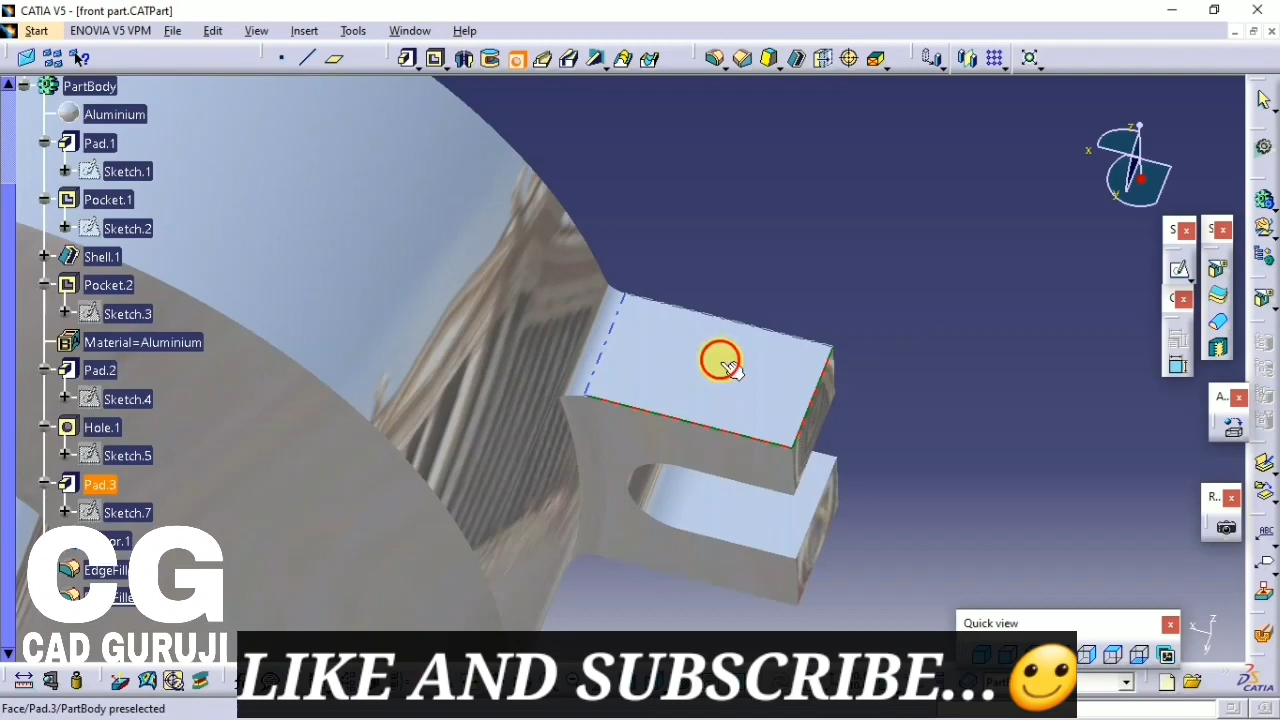 CATIA V5 - [front part.CATPart]
Start ENOVIA V5 VPM File Edit View Insert Tools Window Help
PartBody
Aluminium
Pad.1
Sketch.1
Pocket.1
Sketch.2
Shell.1
Pocket.2
Sketch.3
Material=Aluminium
Pad.2
Sketch.4
Hole.1
Sketch.5
Pad.3
Sketch.7
EdgeFill
z
x
y
S
S
A..
R..
ABC
Quick view
x
z
CG
CAD GURUJI
LIKE AND SUBSCRIBE...
CATIA
Face/Pad.3/PartBody preselected